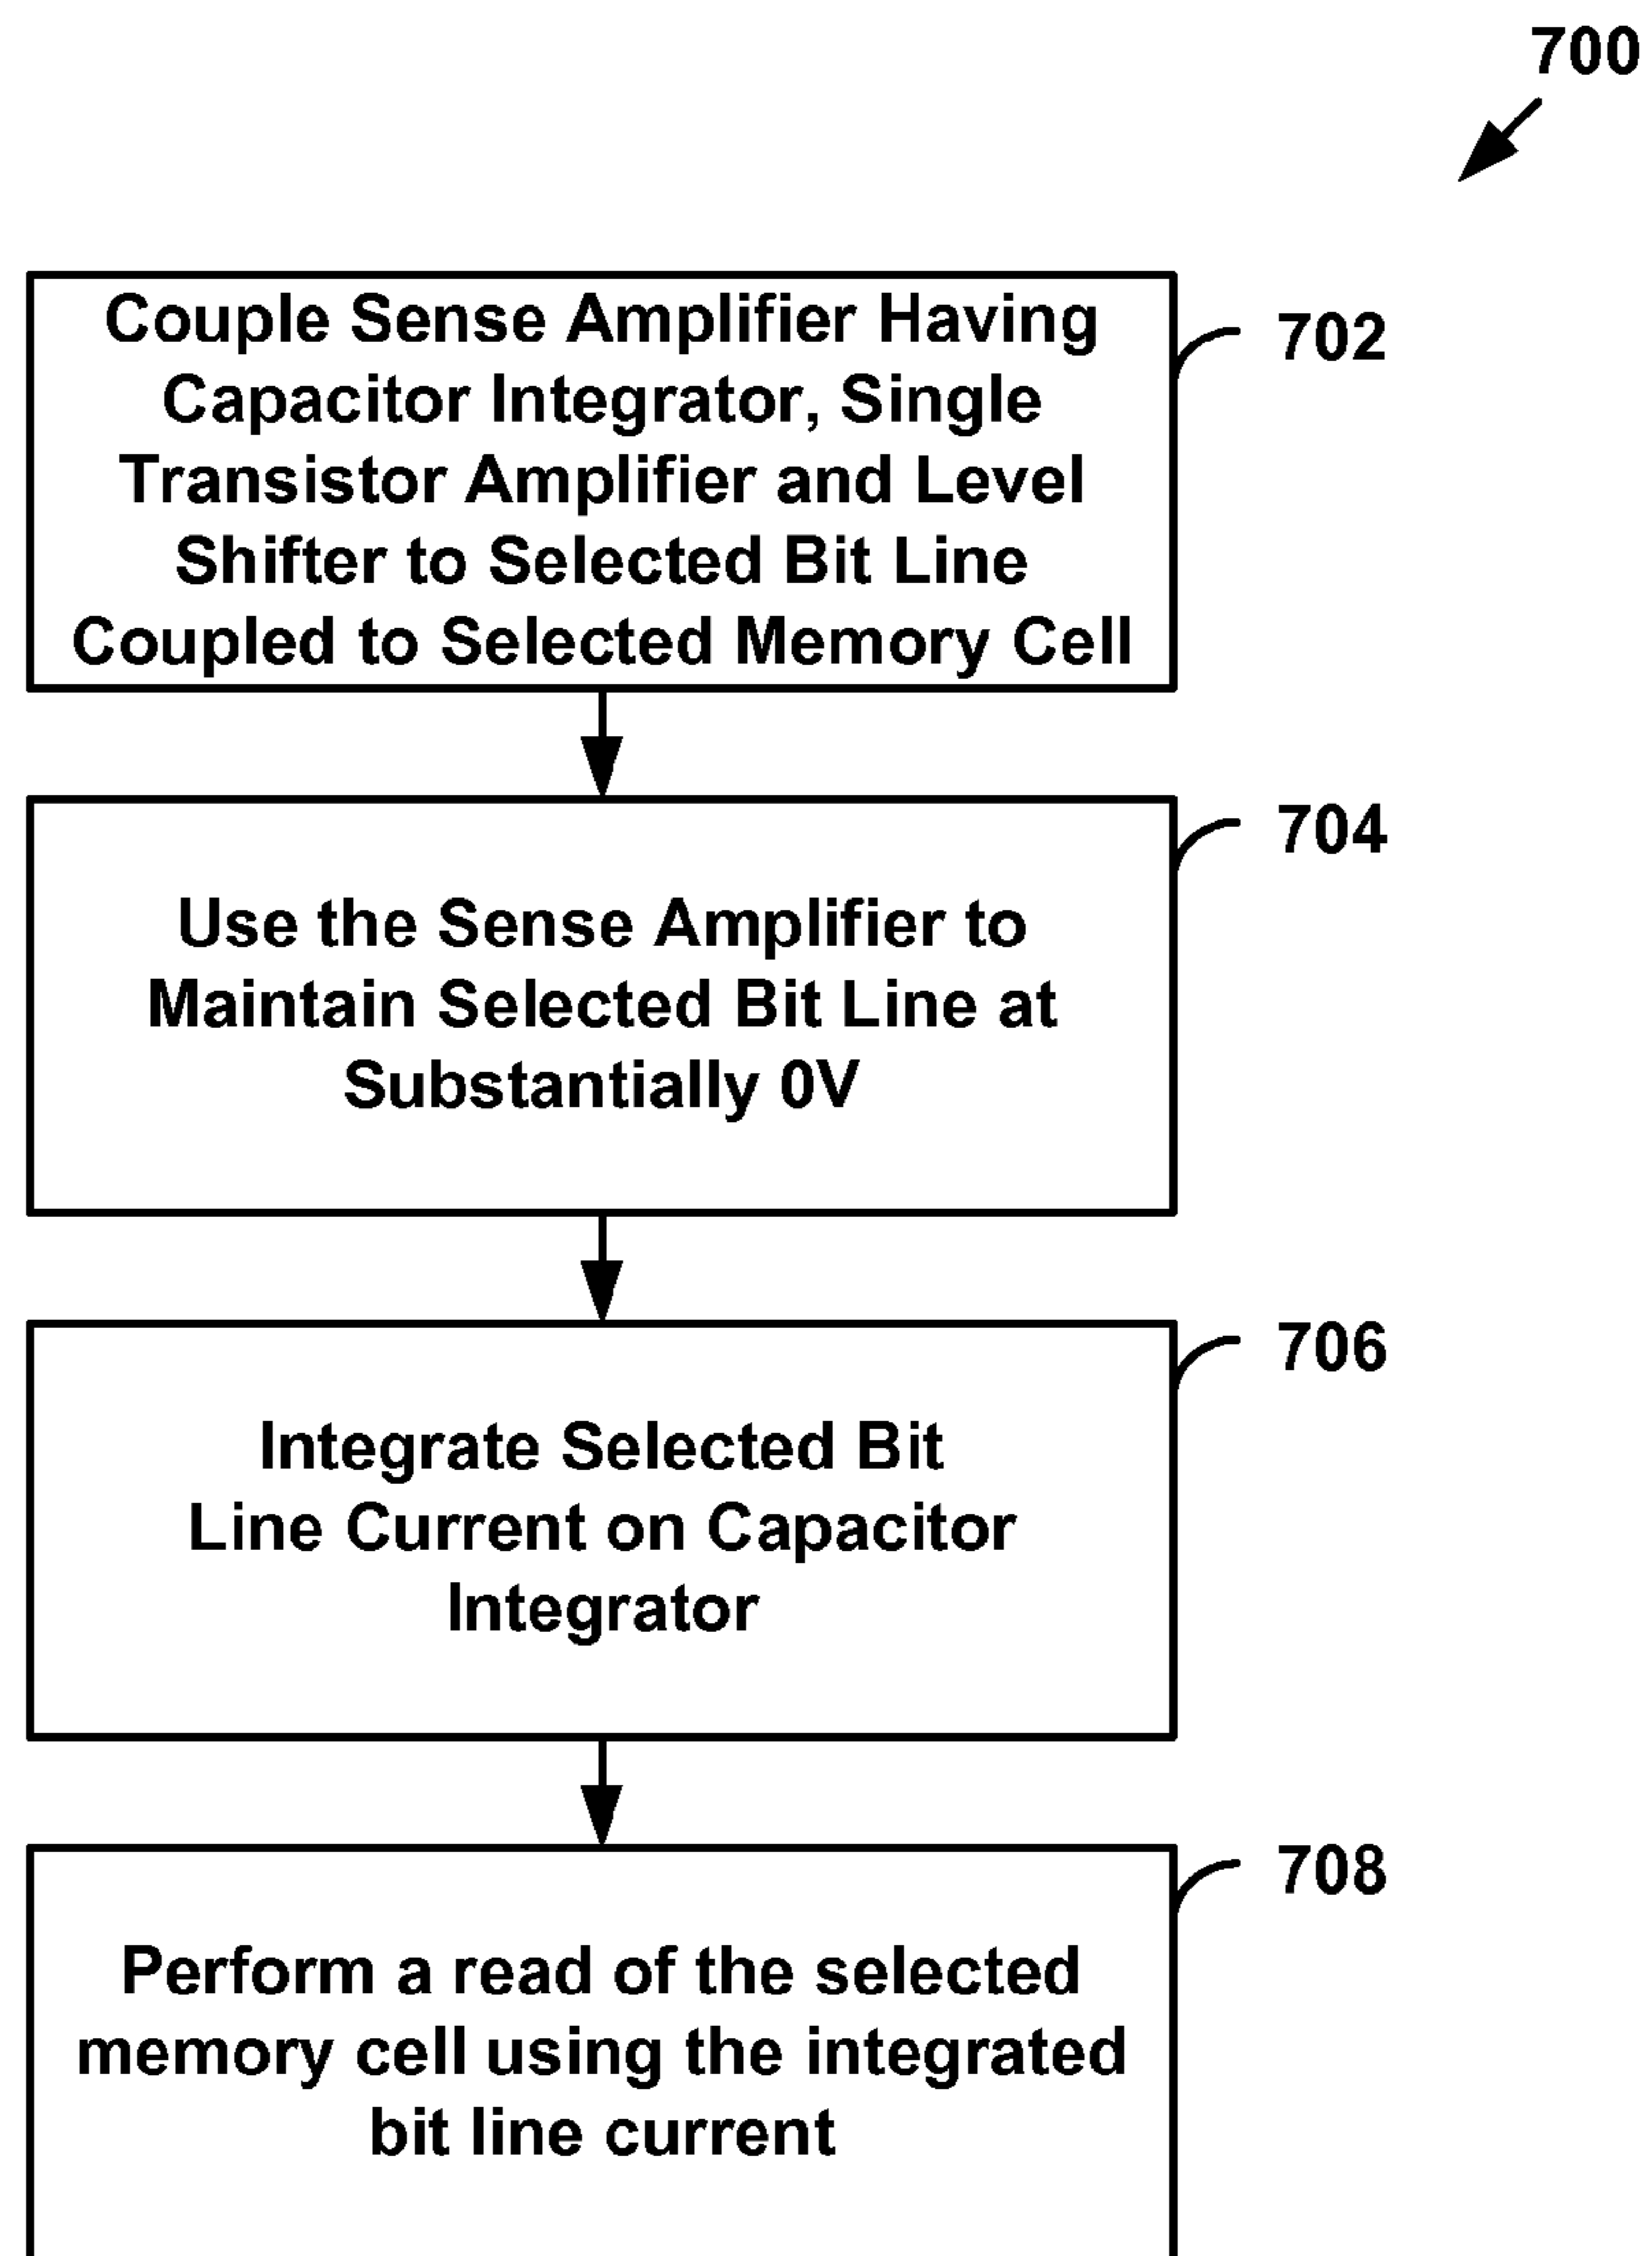 700
Couple Sense Amplifier Having
Capacitor Integrator, Single
Transistor Amplifier and Level
Shifter to Selected Bit Line
Coupled to Selected Memory Cell
702
Use the Sense Amplifier to
Maintain Selected Bit Line at
Substantially 0V
704
Integrate Selected Bit
Line Current on Capacitor
Integrator
706
Perform a read of the selected
memory cell using the integrated
bit line current
708